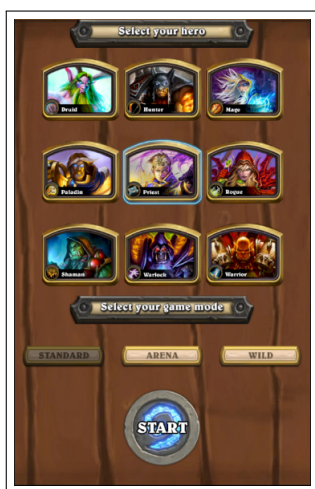 Select your hero
Druid Hunter Mage
Paladin Priest Rogue
Shaman Warlock Warrior
Select your game mode
STANDARD ARENA WILD
START